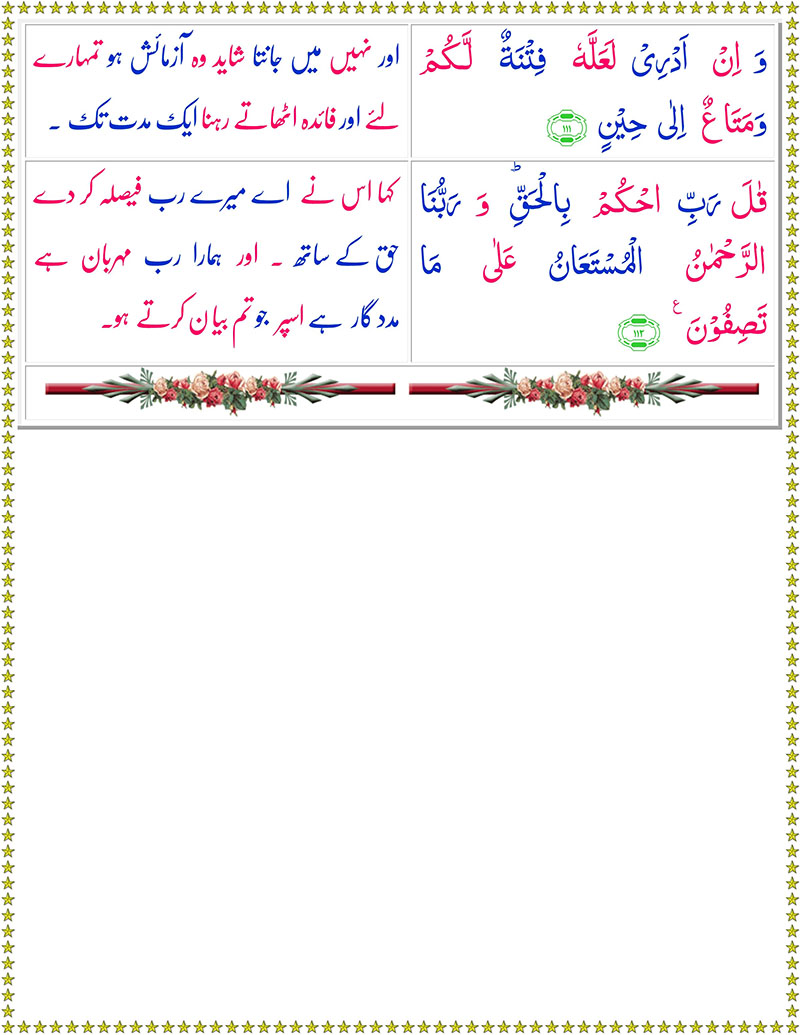 وَ اِنْ اَدْرِیْ لَعَلَّهٗ فِتْنَةٌ لَّكُمْ
وَمَتَاعٌ اِلٰی حِیْنٍ ۱۱۱
اور نہیں میں جانتا شاید وہ آزمائش ہو تمہارے
لئے اور فائدہ اٹھاتے رہنا ایک مدت تک ۔
قٰلَ رَبِّ احْكُمْ بِالْحَقِّ ؕ وَ رَبُّنَا
الرَّحْمٰنُ الْمُسْتَعَانُ عَلٰی مَا
تَصِفُوْنَ ع ۱۱۲
کہا اس نے اے میرے رب فیصلہ کر دے
حق کے ساتھ ۔ اور ہمارا رب مہربان ہے
مدد گار ہے اسپر جو تم بیان کرتے ہو۔